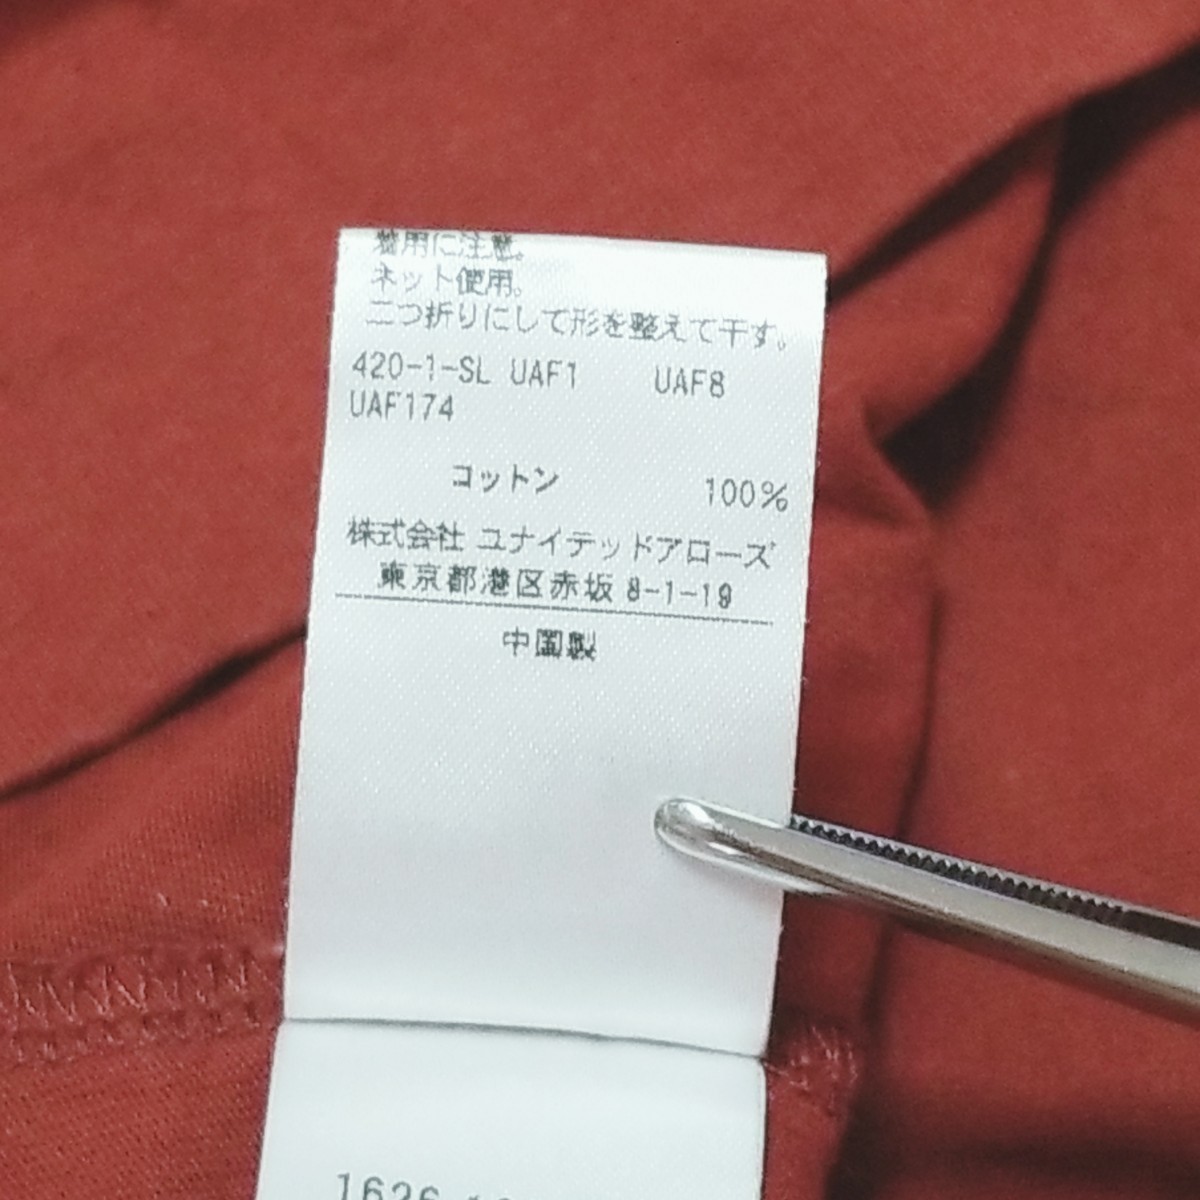 着用に注意。
ネット使用。
二つ折りにして形を整えて干す。
420-1-SL UAF1 UAF8
UAF174
コットン 100%
株式会社 ユナイテッドアローズ
東京都港区赤坂 8-1-19
中国製
1626